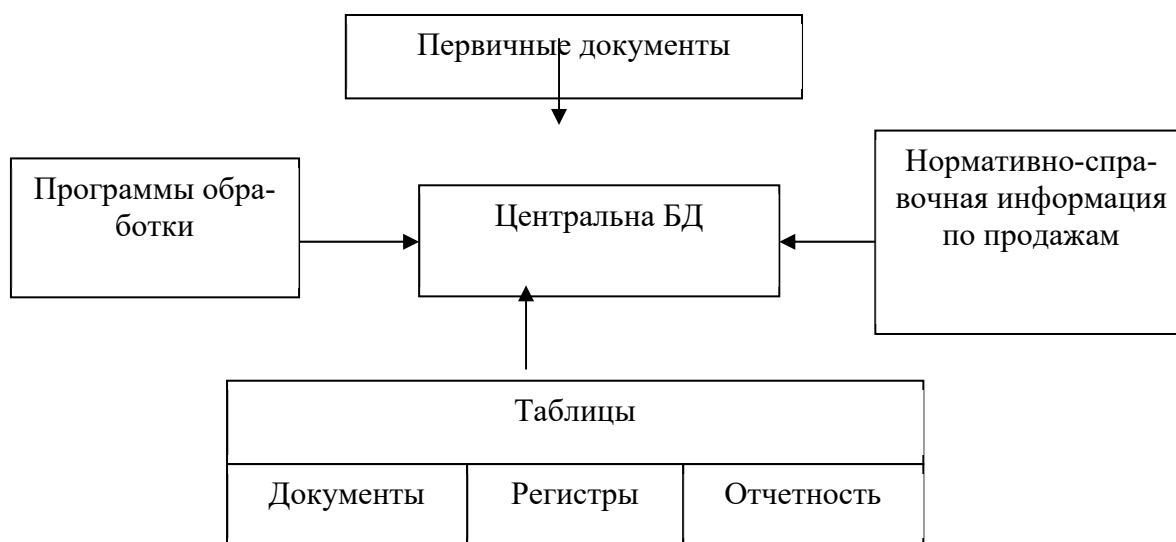 Первичные документы
Программы обра-
ботки
Центральна БД
Нормативно-спра-
вочная информация
по продажам
Таблицы
Документы
Регистры
Отчетность